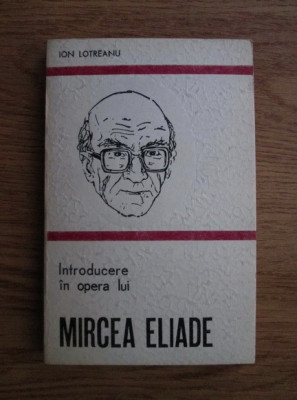 ION LOTREANU
Introducere
în opera lui
MIRCEA ELIADE